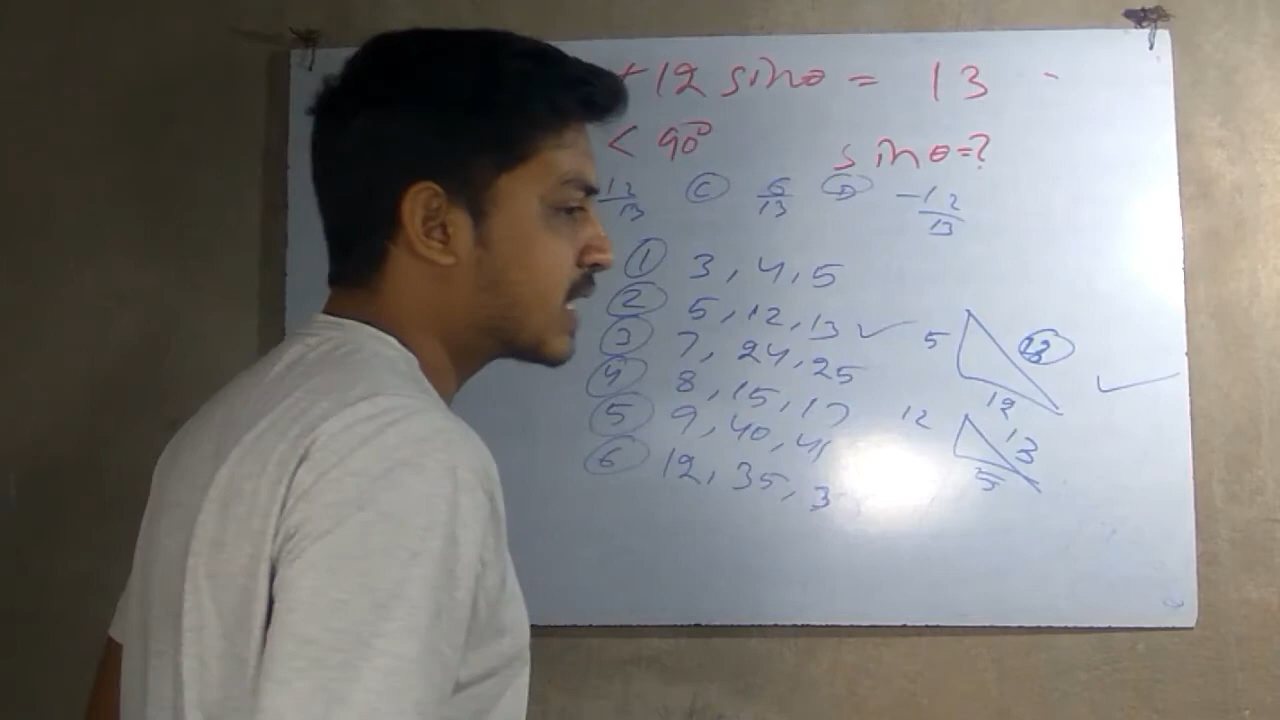 + 12 sinθ = 13
< 90° sinθ=?
12/13 (C) 5/13 (D) -12/13
(1) 3, 4, 5
(2) 5, 12, 13 ✓
(3) 7, 24, 25
(4) 8, 15, 17
(5) 9, 40, 41
(6) 12, 35, 3
5 13
12
12 13
5